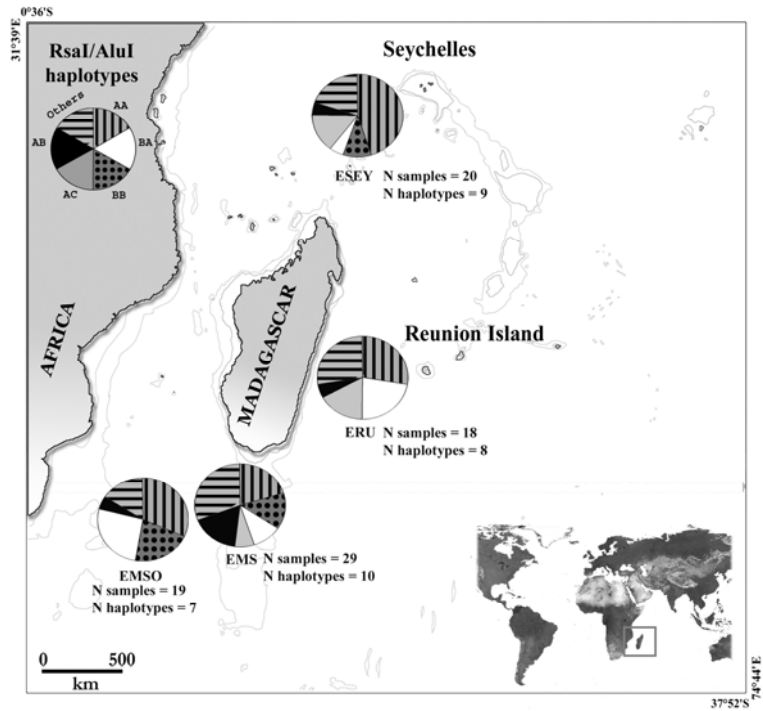 0°36'S
31°39'E
RsaI/AluI
haplotypes
Others
AA
AB
BA
AC
BB
Seychelles
ESEY N samples = 20
N haplotypes = 9
AFRICA
MADAGASCAR
Reunion Island
ERU N samples = 18
N haplotypes = 8
EMS N samples = 29
N haplotypes = 10
EMSO
N samples = 19
N haplotypes = 7
0 500
km
74°44'E
37°52'S